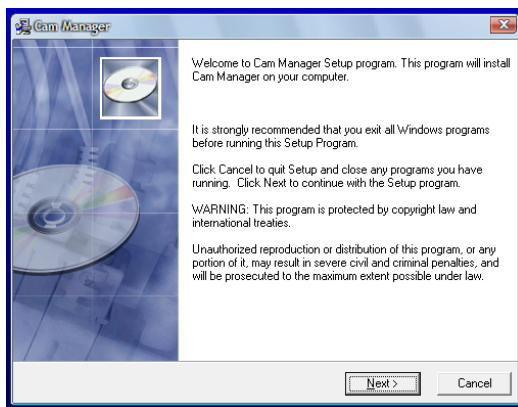 Cam Manager
Welcome to Cam Manager Setup program. This program will install
Cam Manager on your computer.
It is strongly recommended that you exit all Windows programs
before running this Setup Program.
Click Cancel to quit Setup and close any programs you have
running. Click Next to continue with the Setup program.
WARNING: This program is protected by copyright law and
international treaties.
Unauthorized reproduction or distribution of this program, or any
portion of it, may result in severe civil and criminal penalties, and
will be prosecuted to the maximum extent possible under law.
Next > Cancel